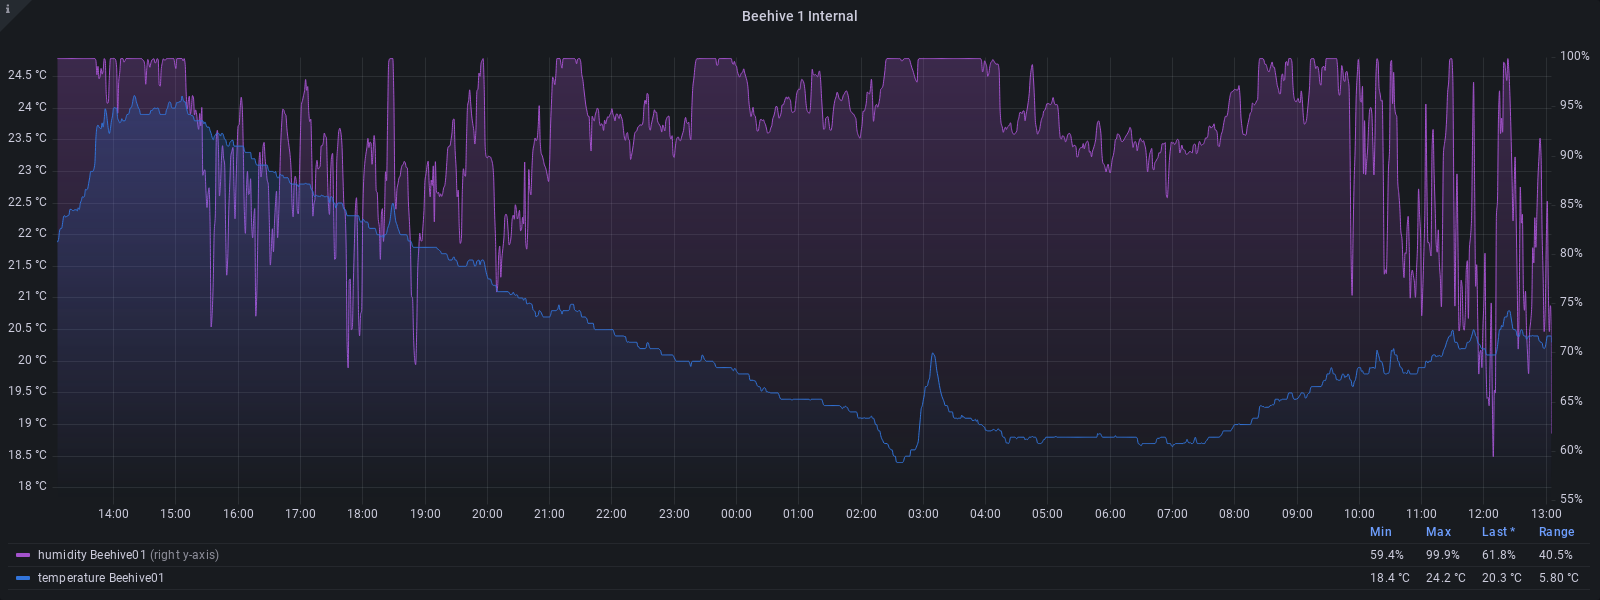 i
Beehive 1 Internal
24.5 °C
24 °C
23.5 °C
23 °C
22.5 °C
22 °C
21.5 °C
21 °C
20.5 °C
20 °C
19.5 °C
19 °C
18.5 °C
18 °C
100%
95%
90%
85%
80%
75%
70%
65%
60%
55%
14:00 15:00 16:00 17:00 18:00 19:00 20:00 21:00 22:00 23:00 00:00 01:00 02:00 03:00 04:00 05:00 06:00 07:00 08:00 09:00 10:00 11:00 12:00 13:00
Min Max Last * Range
humidity Beehive01 (right y-axis) 59.4% 99.9% 61.8% 40.5%
temperature Beehive01 18.4 °C 24.2 °C 20.3 °C 5.80 °C